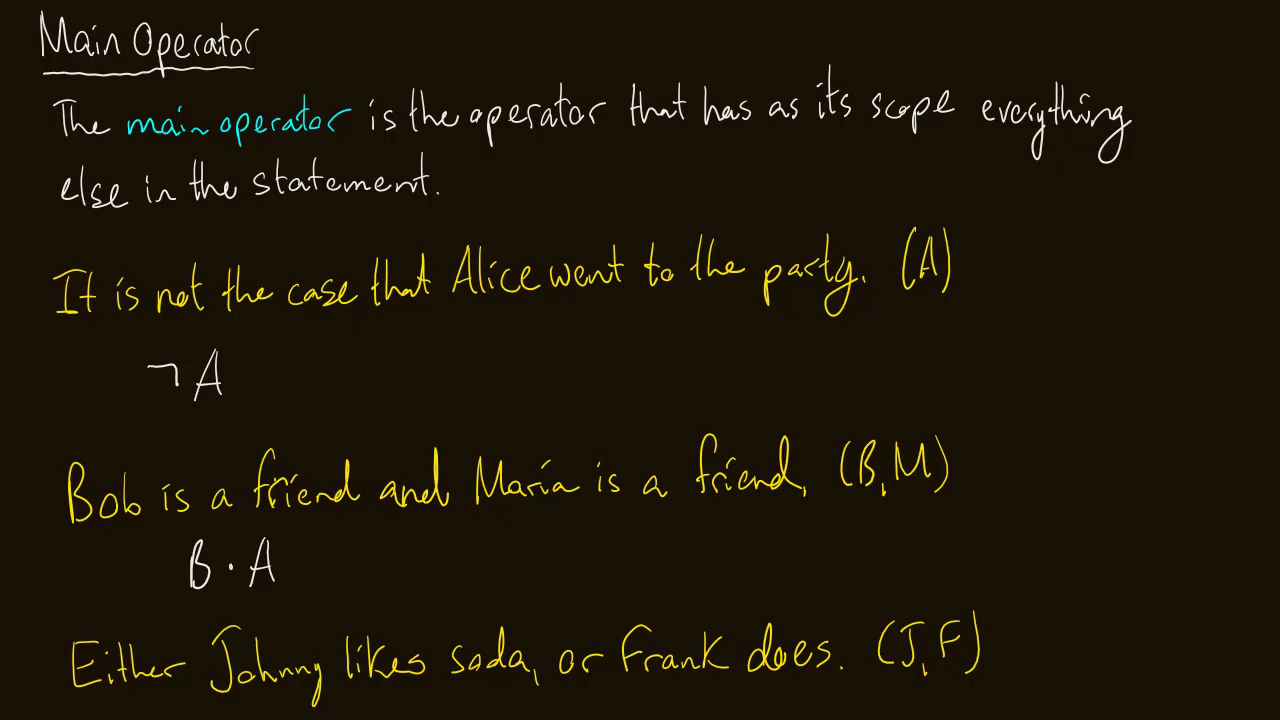 Main Operator
The main operator is the operator that has as its scope everything
else in the statement.
It is not the case that Alice went to the party. (A)
¬A
Bob is a friend and Maria is a friend. (B,M)
B · A
Either Johnny likes soda, or Frank does. (J,F)